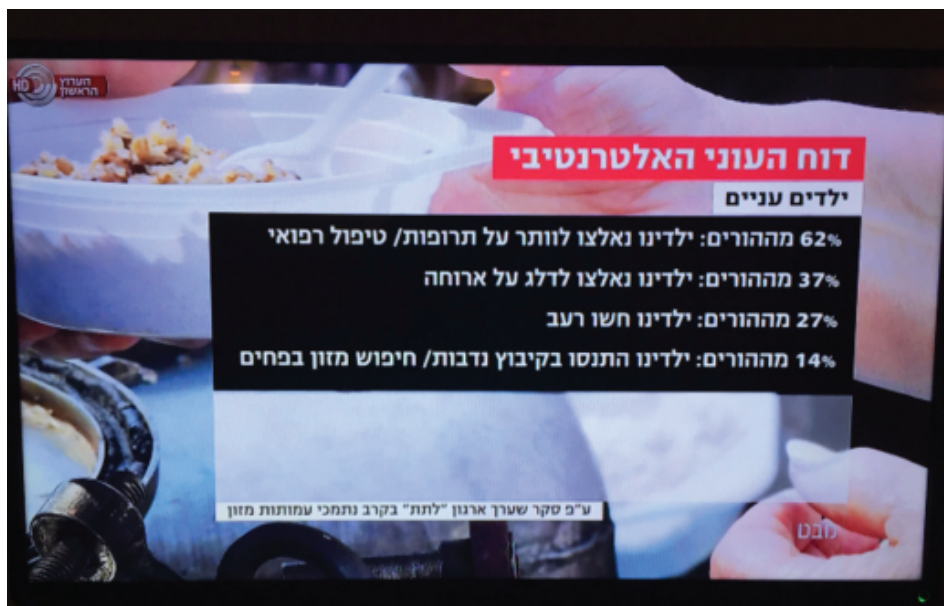 HD
הערוץ
הראשון
דוח העוני האלטרנטיבי
ילדים עניים
62% מההורים: ילדינו נאלצו לוותר על תרופות/ טיפול רפואי
37% מההורים: ילדינו נאלצו לדלג על ארוחה
27% מההורים: ילדינו חשו רעב
14% מההורים: ילדינו התנסו בקיבוץ נדבות/ חיפוש מזון בפחים
ע"פ סקר שערך ארגון "לתת" בקרב נתמכי עמותות מזון
מבט